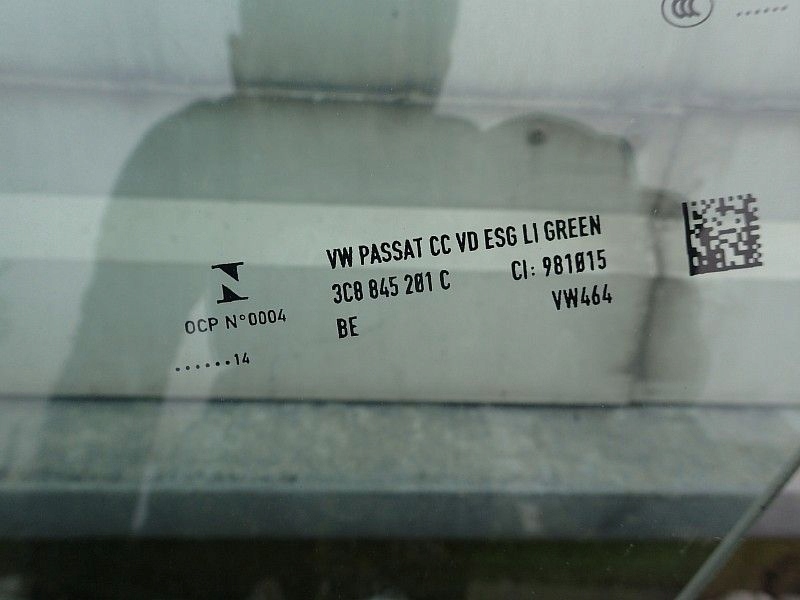 VW PASSAT CC VD ESG LI GREEN
3C8 845 201 C CI: 981015
BE VW464
OCP N°0004
......14